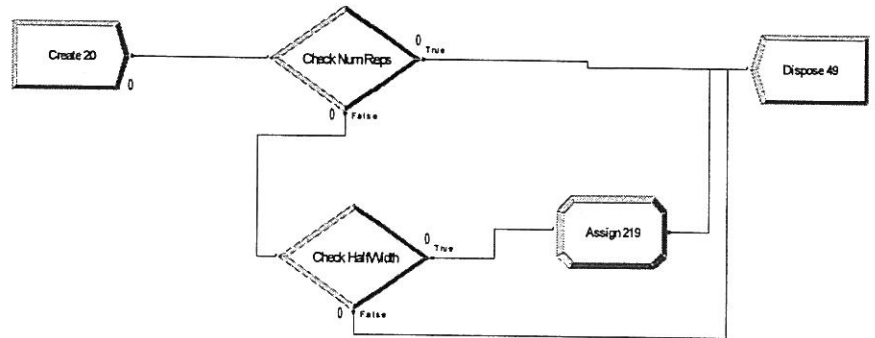 Create 20
0
Check Num Reps
0
True
0
False
Dispose 49
Check HalfWidth
0
True
0
False
Assign 219